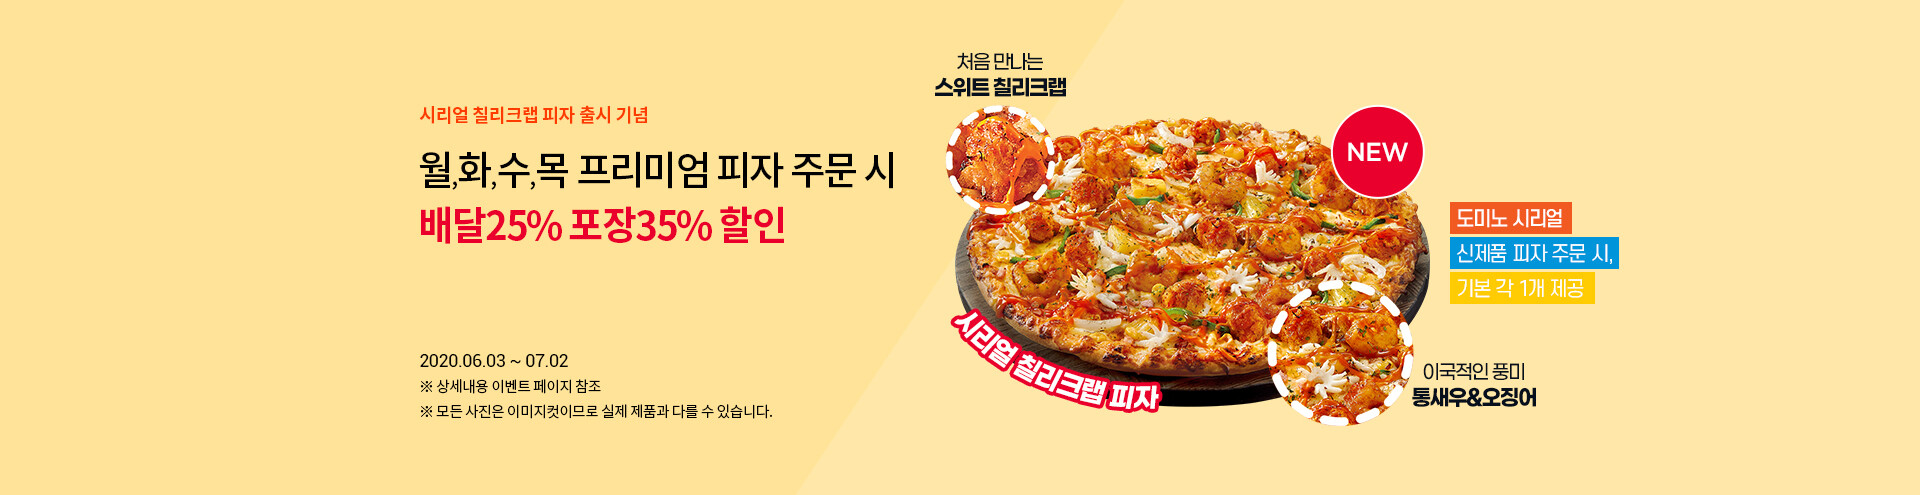 시리얼 칠리크랩 피자 출시 기념
월,화,수,목 프리미엄 피자 주문 시
배달25% 포장35% 할인
2020.06.03 ~ 07.02
※ 상세내용 이벤트 페이지 참조
※ 모든 사진은 이미지컷이므로 실제 제품과 다를 수 있습니다.
처음 만나는
스위트 칠리크랩
NEW
도미노 시리얼
신제품 피자 주문 시,
기본 각 1개 제공
시리얼 칠리크랩 피자
이국적인 풍미
통새우&오징어